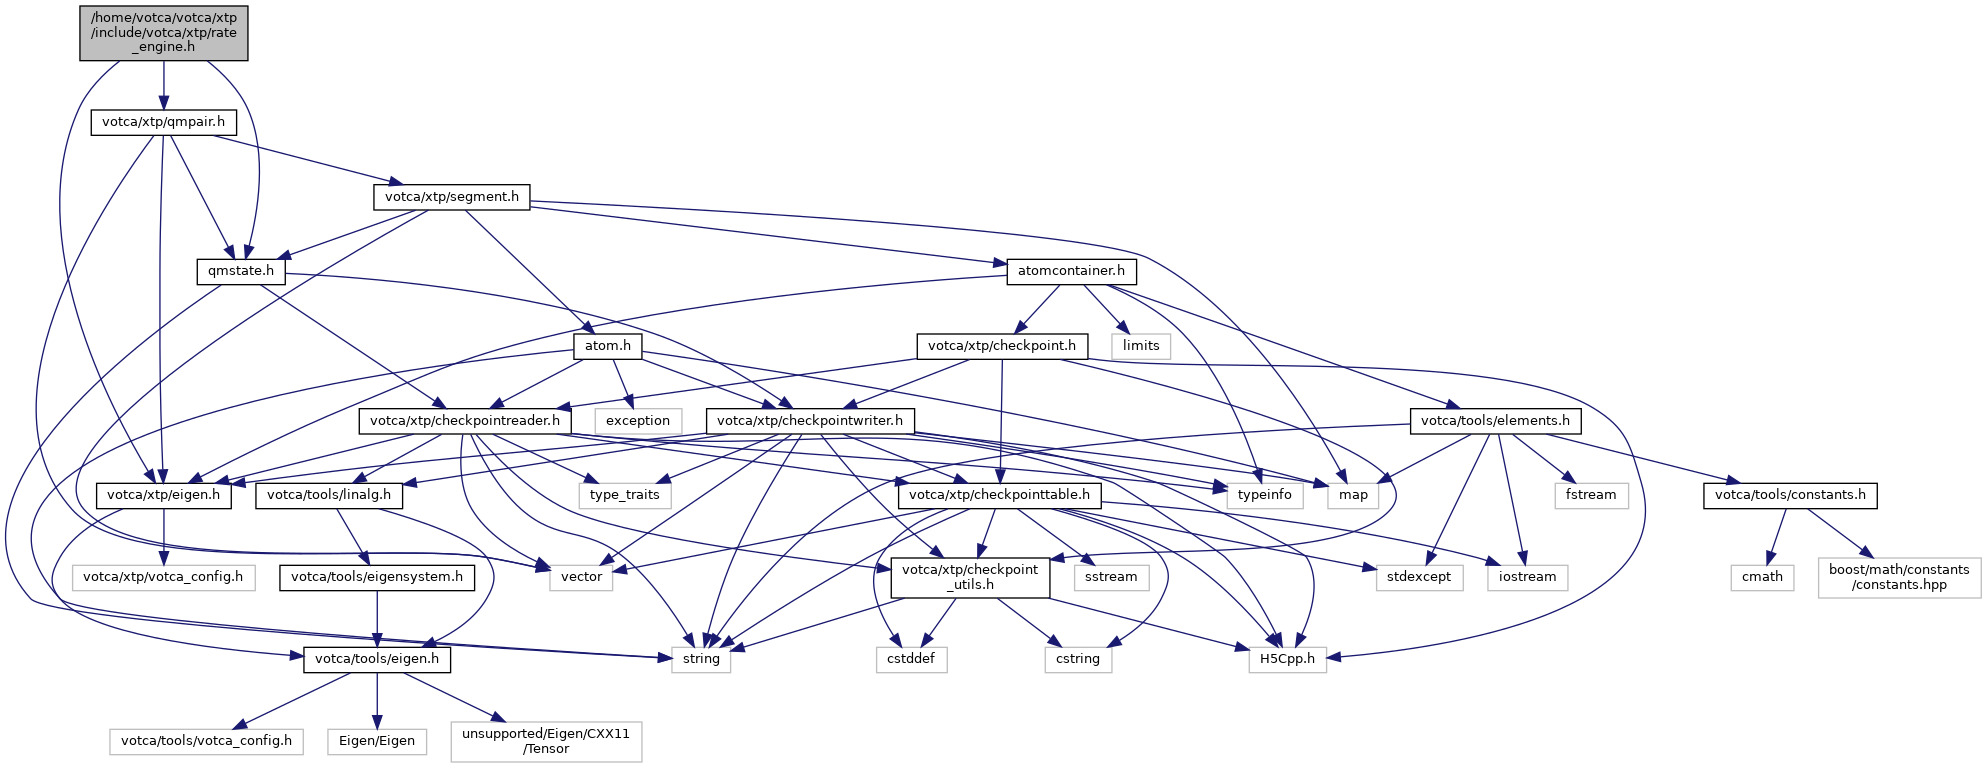 /home/votca/votca/xtp
/include/votca/xtp/rate
_engine.h
votca/xtp/qmpair.h
votca/xtp/segment.h
qmstate.h
atomcontainer.h
atom.h
votca/xtp/checkpoint.h
limits
votca/xtp/checkpointreader.h
exception
votca/xtp/checkpointwriter.h
votca/tools/elements.h
votca/xtp/eigen.h
votca/tools/linalg.h
type_traits
votca/xtp/checkpointtable.h
typeinfo
map
fstream
votca/tools/constants.h
votca/xtp/votca_config.h
votca/tools/eigensystem.h
vector
votca/xtp/checkpoint
_utils.h
sstream
stdexcept
iostream
cmath
boost/math/constants
/constants.hpp
votca/tools/eigen.h
string
cstddef
cstring
H5Cpp.h
votca/tools/votca_config.h
Eigen/Eigen
unsupported/Eigen/CXX11
/Tensor